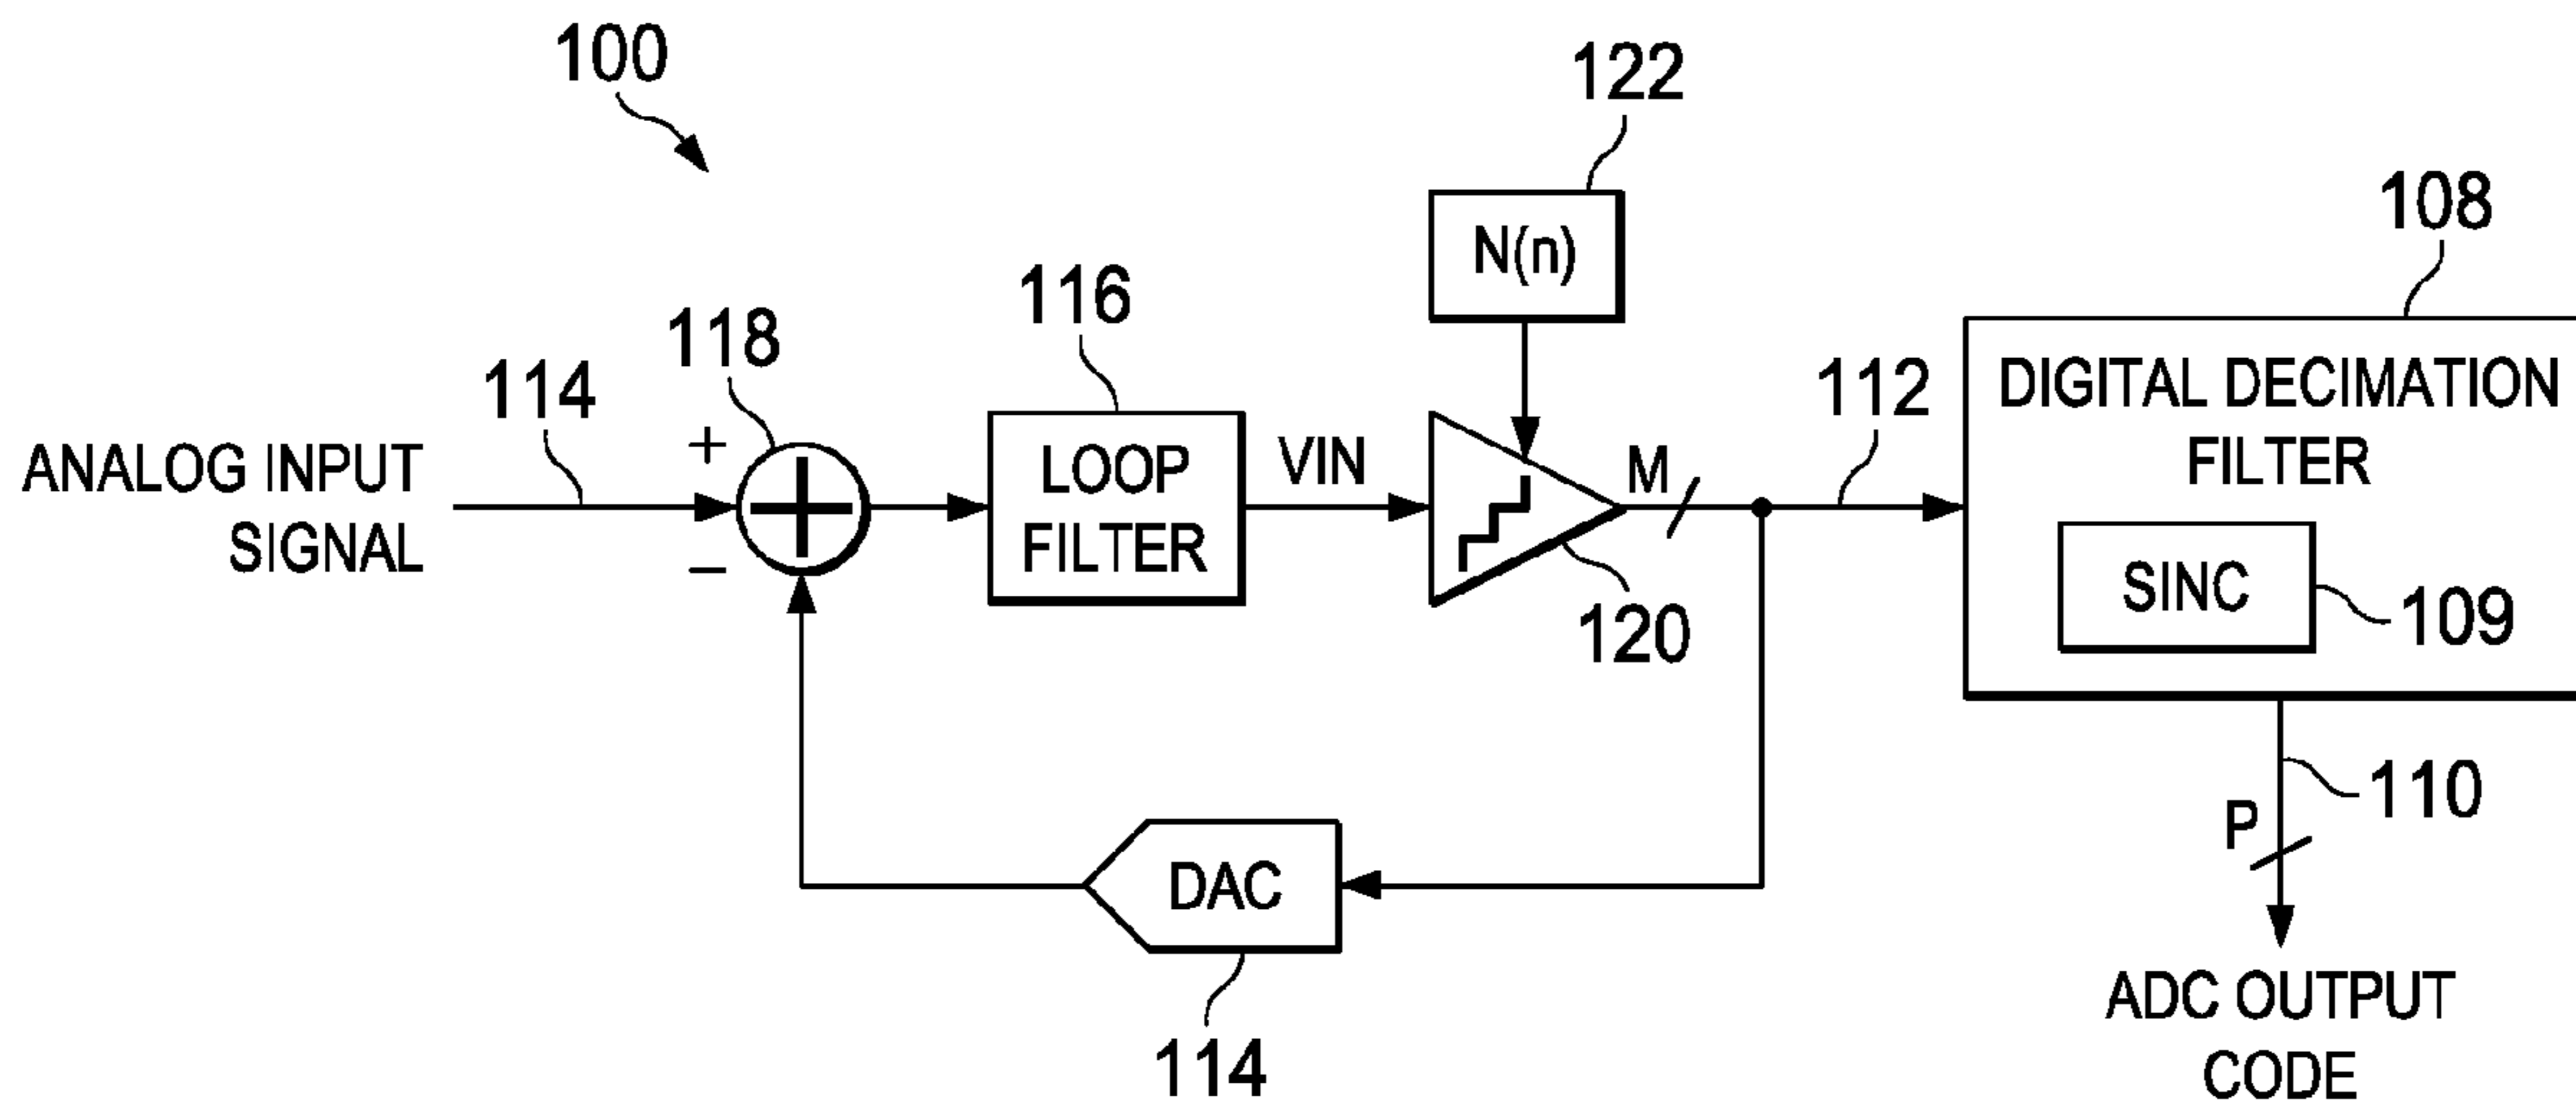 100
122
N(n)
108
DIGITAL DECIMATION
FILTER
SINC
109
116
118
114
112
ANALOG INPUT
SIGNAL
+
−
LOOP
FILTER
VIN
M
120
DAC
114
110
P
ADC OUTPUT
CODE